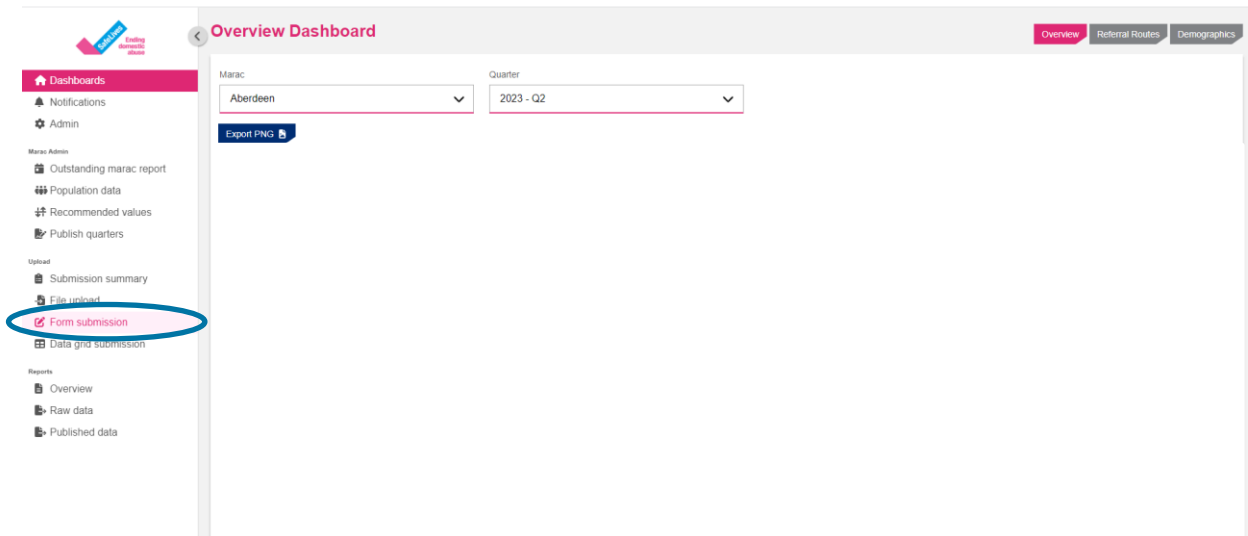 SafeLives
Ending
domestic
abuse
Overview Dashboard
Overview
Referral Routes
Demographics
Dashboards
Notifications
Admin
Marac Admin
Outstanding marac report
Population data
Recommended values
Publish quarters
Upload
Submission summary
File upload
Form submission
Data grid submission
Reports
Overview
Raw data
Published data
Marac
Quarter
Aberdeen
2023 - Q2
Export PNG